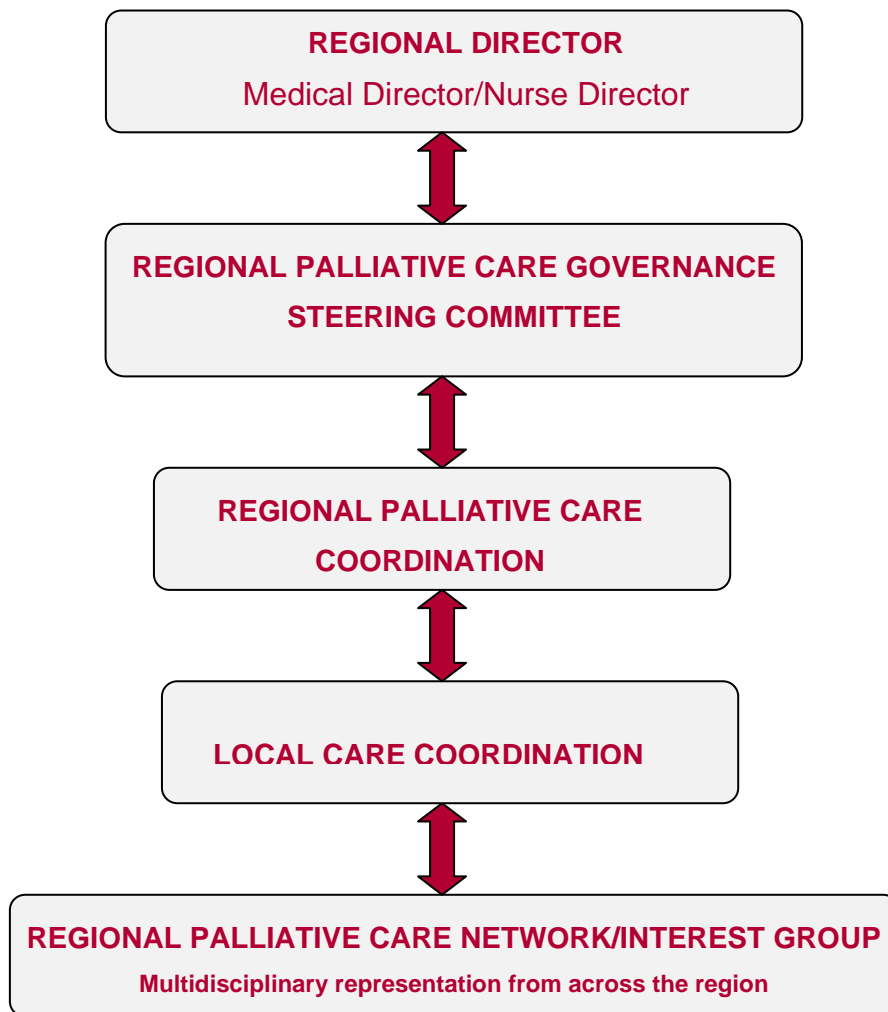 REGIONAL DIRECTOR
Medical Director/Nurse Director
REGIONAL PALLIATIVE CARE GOVERNANCE
STEERING COMMITTEE
REGIONAL PALLIATIVE CARE
COORDINATION
LOCAL CARE COORDINATION
REGIONAL PALLIATIVE CARE NETWORK/INTEREST GROUP
Multidisciplinary representation from across the region